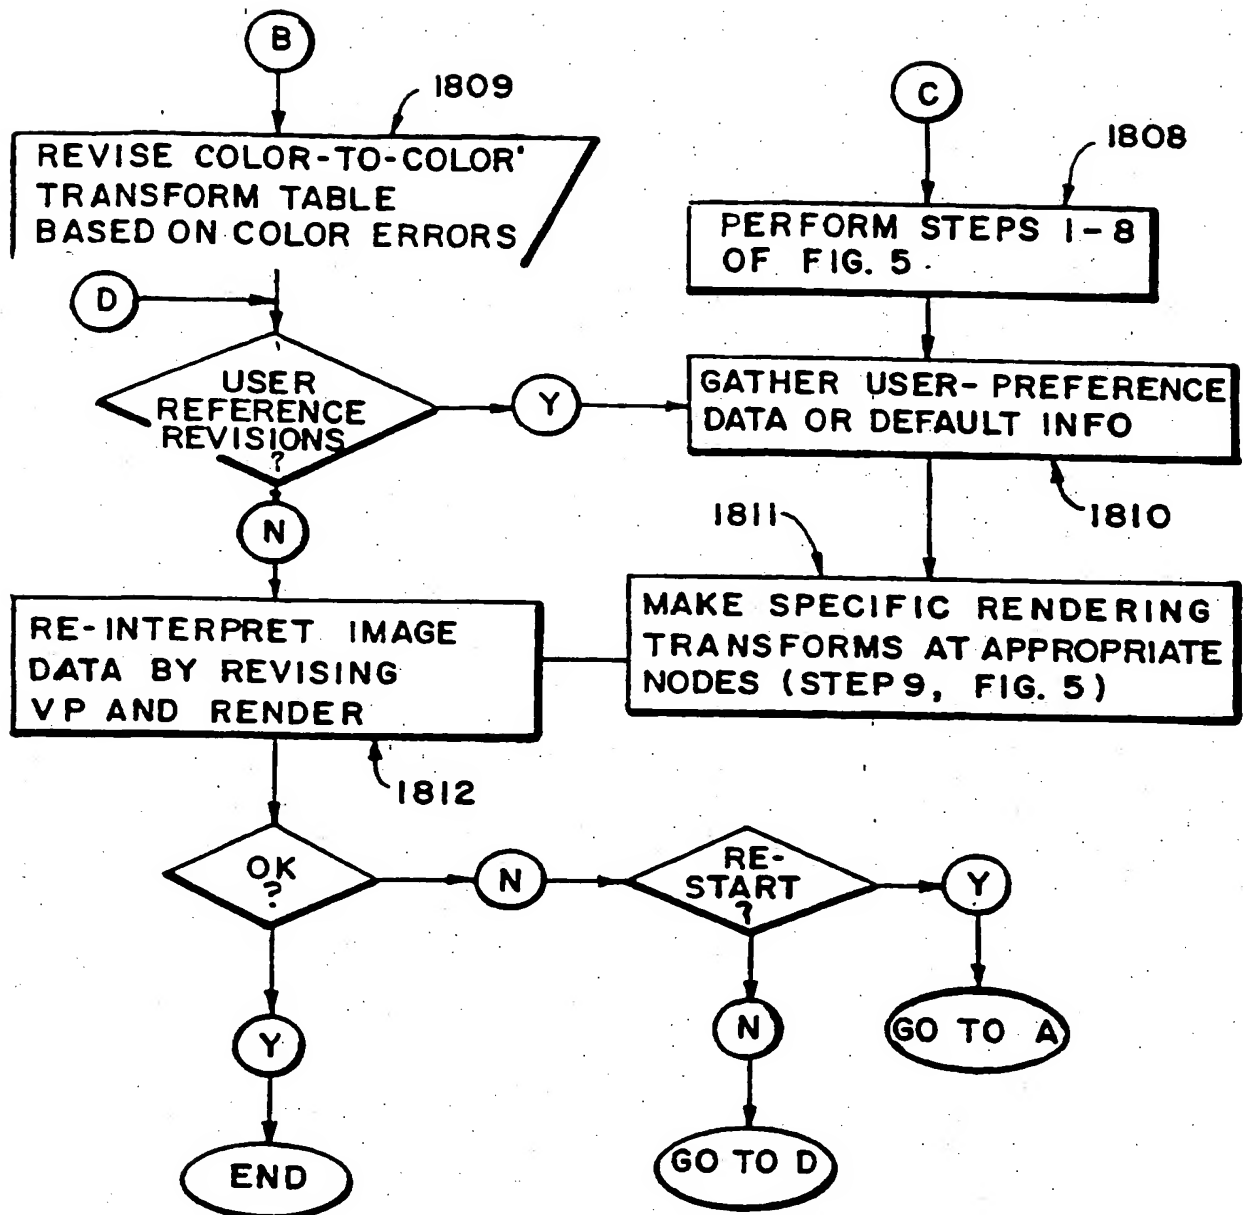 B
1809
REVISE COLOR-TO-COLOR'
TRANSFORM TABLE
BASED ON COLOR ERRORS
D
USER
REFERENCE
REVISIONS
?
Y
N
C
1808
PERFORM STEPS 1-8
OF FIG. 5.
GATHER USER-PREFERENCE
DATA OR DEFAULT INFO
1810
1811
MAKE SPECIFIC RENDERING
TRANSFORMS AT APPROPRIATE
NODES (STEP 9, FIG. 5)
RE-INTERPRET IMAGE
DATA BY REVISING
VP AND RENDER
1812
OK
?
N
RE-
START
?
Y
GO TO A
N
GO TO D
Y
END